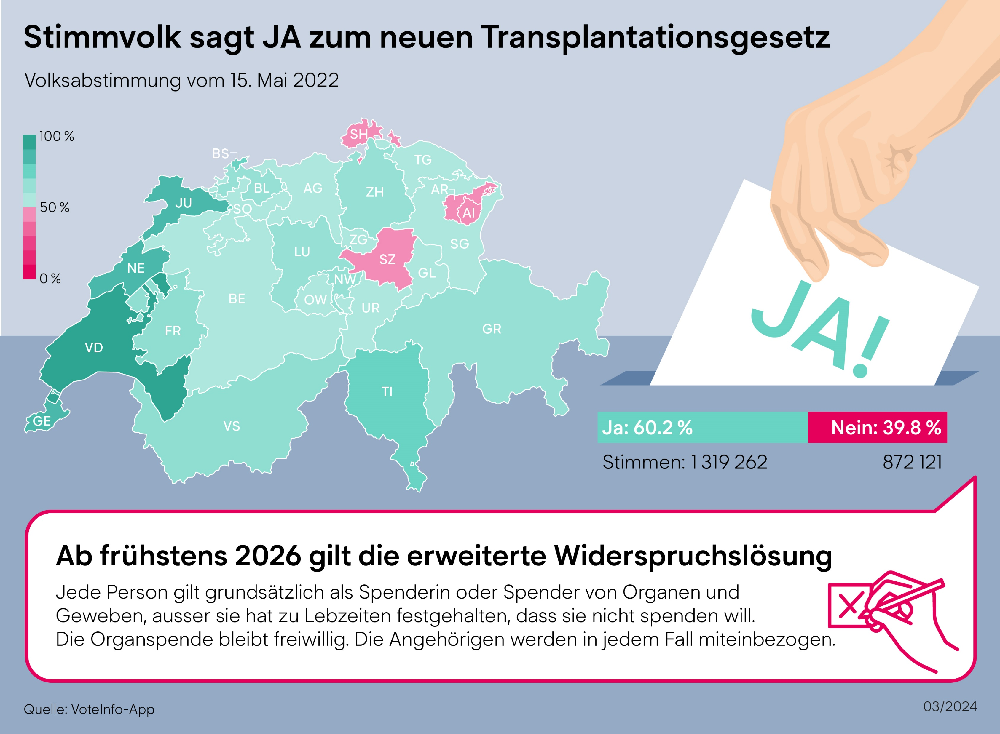 Stimmvolk sagt JA zum neuen Transplantationsgesetz
Volksabstimmung vom 15. Mai 2022
100 %
50 %
0 %
SH
BS
TG
BL
AG
ZH
AR
JU
SO
AI
ZG
SG
LU
SZ
NE
GL
NW
BE
OW
UR
FR
GR
VD
TI
GE
VS
JA!
Ja: 60.2 %
Nein: 39.8 %
Stimmen: 1 319 262
872 121
Ab frühstens 2026 gilt die erweiterte Widerspruchslösung
Jede Person gilt grundsätzlich als Spenderin oder Spender von Organen und
Geweben, ausser sie hat zu Lebzeiten festgehalten, dass sie nicht spenden will.
Die Organspende bleibt freiwillig. Die Angehörigen werden in jedem Fall miteinbezogen.
Quelle: VoteInfo-App
03/2024